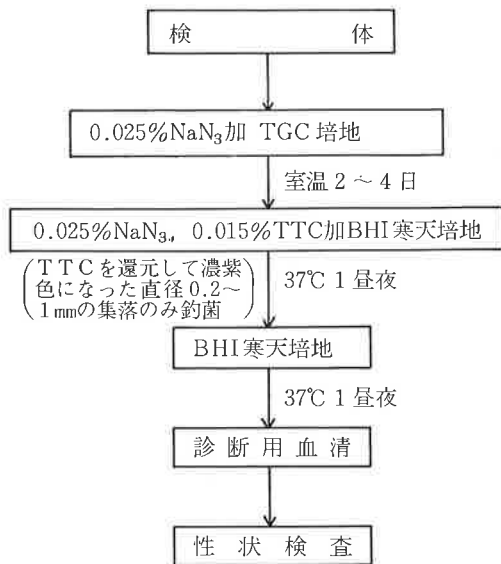 検 体
0.025%NaN₃加 TGC培地
室温2～4日
0.025%NaN₃, 0.015%TTC加BHI寒天培地
(TTCを還元して濃紫
色になった直径0.2～
1mmの集落のみ釣菌)
37℃ 1昼夜
BHI寒天培地
37℃ 1昼夜
診断用血清
性状検査